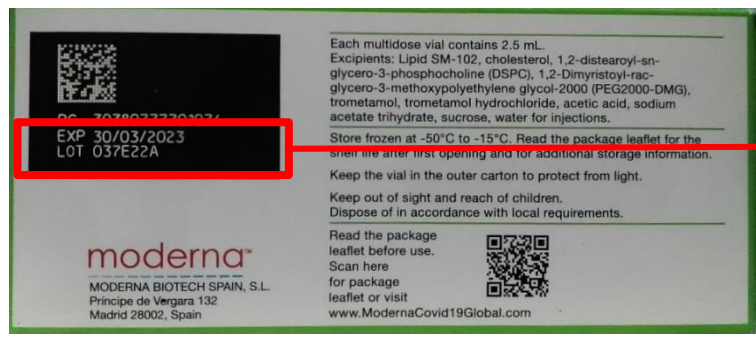 EXP 30/03/2023
LOT 037E22A
moderna™
MODERNA BIOTECH SPAIN, S.L.
Príncipe de Vergara 132
Madrid 28002, Spain
Each multidose vial contains 2.5 mL.
Excipients: Lipid SM-102, cholesterol, 1,2-distearoyl-sn-
glycero-3-phosphocholine (DSPC), 1,2-Dimyristoyl-rac-
glycero-3-methoxypolyethylene glycol-2000 (PEG2000-DMG),
trometamol, trometamol hydrochloride, acetic acid, sodium
acetate trihydrate, sucrose, water for injections.
Store frozen at -50°C to -15°C. Read the package leaflet for the
shelf life after first opening and for additional storage information.
Keep the vial in the outer carton to protect from light.
Keep out of sight and reach of children.
Dispose of in accordance with local requirements.
Read the package
leaflet before use.
Scan here
for package
leaflet or visit
www.ModernaCovid19Global.com